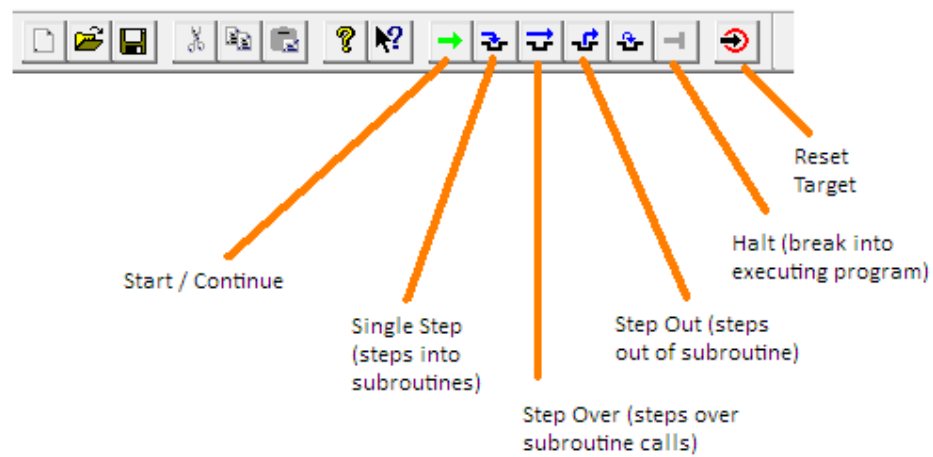 Reset
Target
Halt (break into
executing program)
Start / Continue
Single Step
(steps into
subroutines)
Step Out (steps
out of subroutine)
Step Over (steps over
subroutine calls)